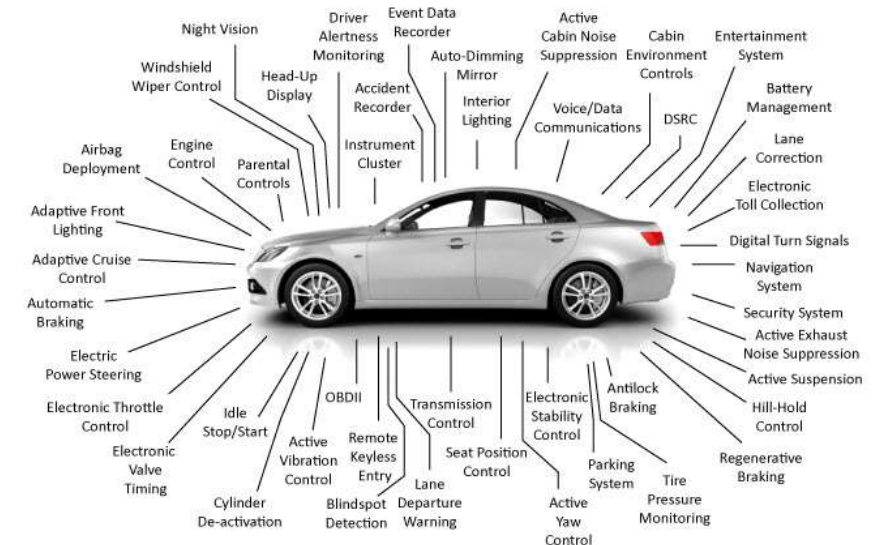 Night Vision
Driver
Alertness
Monitoring
Event Data
Recorder
Active
Cabin Noise
Suppression
Cabin
Environment
Controls
Entertainment
System
Windshield
Wiper Control
Head-Up
Display
Accident
Recorder
Auto-Dimming
Mirror
Interior
Lighting
Voice/Data
Communications
DSRC
Battery
Management
Airbag
Deployment
Engine
Control
Parental
Controls
Instrument
Cluster
Lane
Correction
Electronic
Toll Collection
Adaptive Front
Lighting
Digital Turn Signals
Adaptive Cruise
Control
Navigation
System
Automatic
Braking
Security System
Electric
Power Steering
Active Exhaust
Noise Suppression
Active Suspension
Electronic Throttle
Control
Idle
Stop/Start
OBDII
Transmission
Control
Electronic
Stability
Control
Antilock
Braking
Hill-Hold
Control
Electronic
Valve
Timing
Active
Vibration
Control
Remote
Keyless
Entry
Seat Position
Control
Parking
System
Regenerative
Braking
Cylinder
De-activation
Blindspot
Detection
Lane
Departure
Warning
Active
Yaw
Control
Tire
Pressure
Monitoring